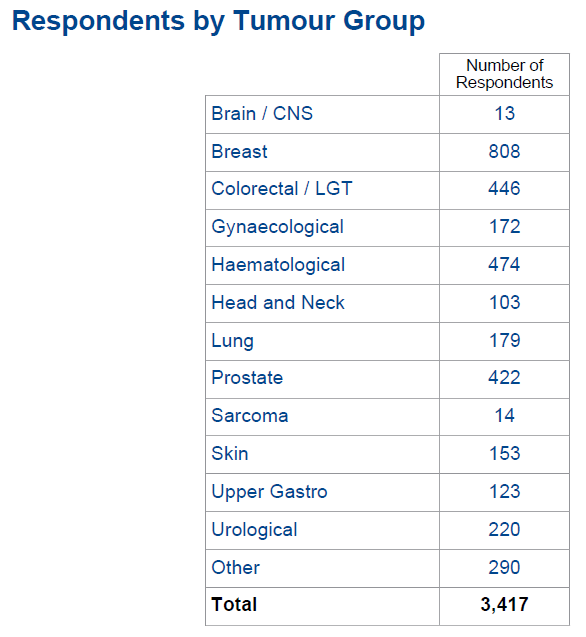 Respondents by Tumour Group
Number of
Respondents
Brain / CNS 13
Breast 808
Colorectal / LGT 446
Gynaecological 172
Haematological 474
Head and Neck 103
Lung 179
Prostate 422
Sarcoma 14
Skin 153
Upper Gastro 123
Urological 220
Other 290
Total 3,417